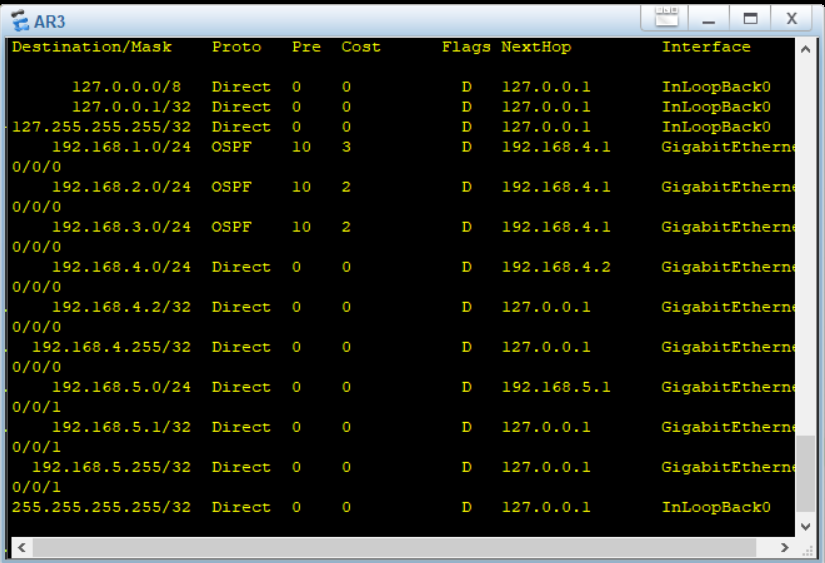 AR3
Destination/Mask Proto Pre Cost Flags NextHop Interface
127.0.0.0/8 Direct 0 0 D 127.0.0.1 InLoopBack0
127.0.0.1/32 Direct 0 0 D 127.0.0.1 InLoopBack0
127.255.255.255/32 Direct 0 0 D 127.0.0.1 InLoopBack0
192.168.1.0/24 OSPF 10 3 D 192.168.4.1 GigabitEtherne
0/0/0
192.168.2.0/24 OSPF 10 2 D 192.168.4.1 GigabitEtherne
0/0/0
192.168.3.0/24 OSPF 10 2 D 192.168.4.1 GigabitEtherne
0/0/0
192.168.4.0/24 Direct 0 0 D 192.168.4.2 GigabitEtherne
0/0/0
192.168.4.2/32 Direct 0 0 D 127.0.0.1 GigabitEtherne
0/0/0
192.168.4.255/32 Direct 0 0 D 127.0.0.1 GigabitEtherne
0/0/0
192.168.5.0/24 Direct 0 0 D 192.168.5.1 GigabitEtherne
0/0/1
192.168.5.1/32 Direct 0 0 D 127.0.0.1 GigabitEtherne
0/0/1
192.168.5.255/32 Direct 0 0 D 127.0.0.1 GigabitEtherne
0/0/1
255.255.255.255/32 Direct 0 0 D 127.0.0.1 InLoopBack0